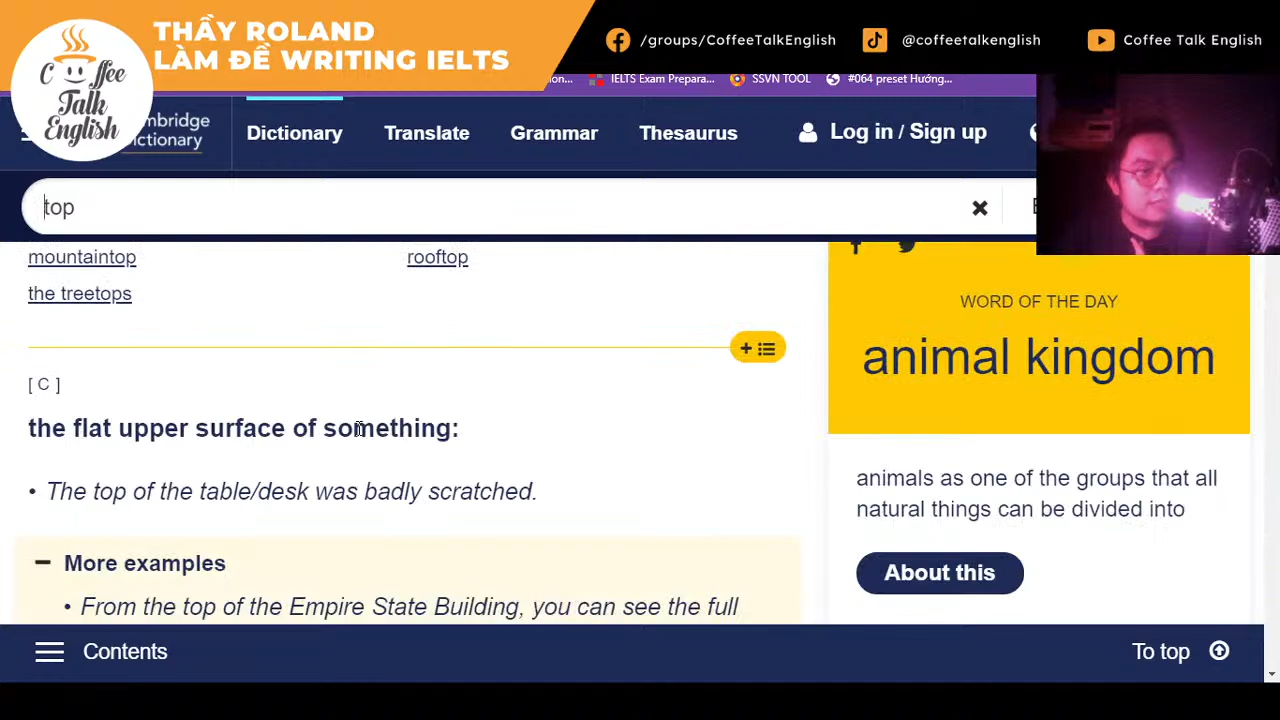 THẦY ROLAND
LÀM ĐỀ WRITING IELTS
Coffee
Talk
English
/groups/CoffeeTalkEnglish
@coffeetalkenglish
Coffee Talk English
IELTS Exam Prepara...
SSVN TOOL
#064 preset Hướng...
Dictionary
Dictionary
Translate
Grammar
Thesaurus
Log in / Sign up
top
mountaintop
rooftop
the treetops
[ C ]
the flat upper surface of something:
• The top of the table/desk was badly scratched.
More examples
• From the top of the Empire State Building, you can see the full
WORD OF THE DAY
animal kingdom
animals as one of the groups that all
natural things can be divided into
About this
Contents
To top